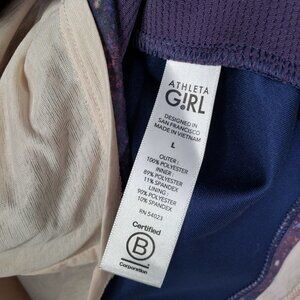 ATHLETA
GIRL
DESIGNED IN
SAN FRANCISCO
MADE IN VIETNAM
L
OUTER :
100% POLYESTER
INNER :
89% POLYESTER
11% SPANDEX
LINING :
90% POLYESTER
10% SPANDEX
RN 54023
Certified
B
Corporation